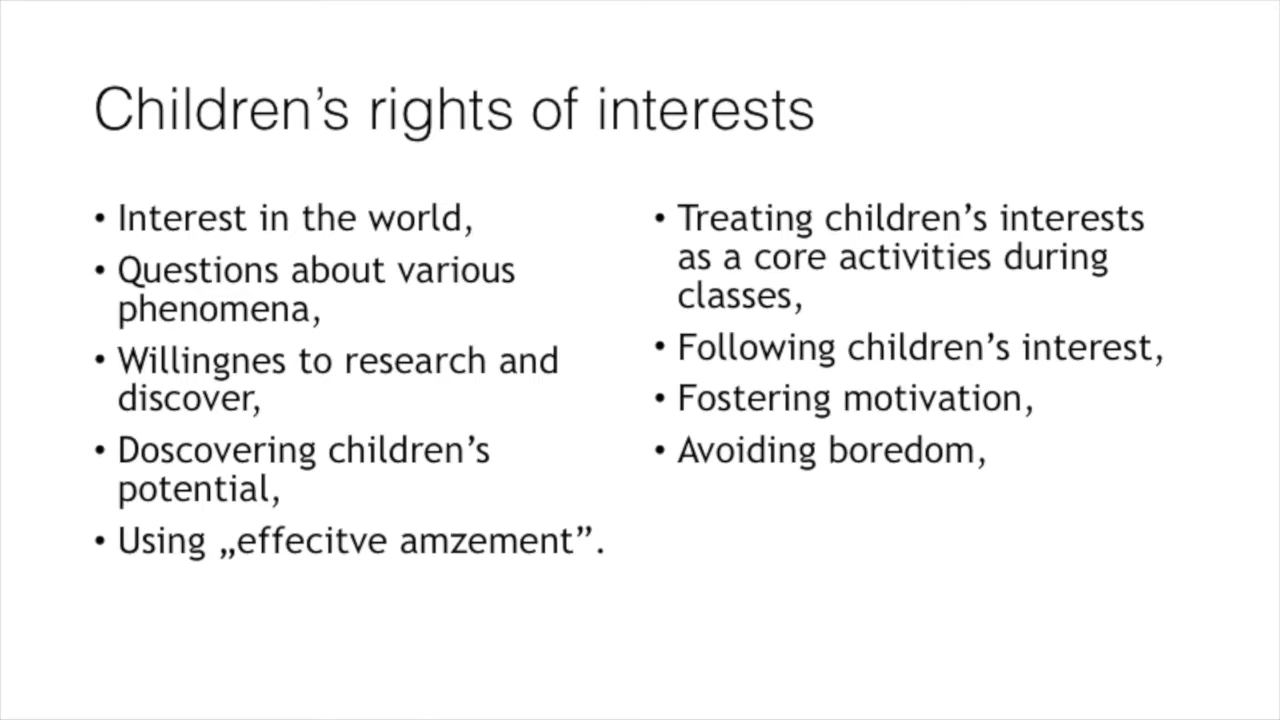 Children’s rights of interests
• Interest in the world,
• Questions about various
phenomena,
• Willingnes to research and
discover,
• Doscovering children’s
potential,
• Using „effecitve amzement”.
• Treating children’s interests
as a core activities during
classes,
• Following children’s interest,
• Fostering motivation,
• Avoiding boredom,